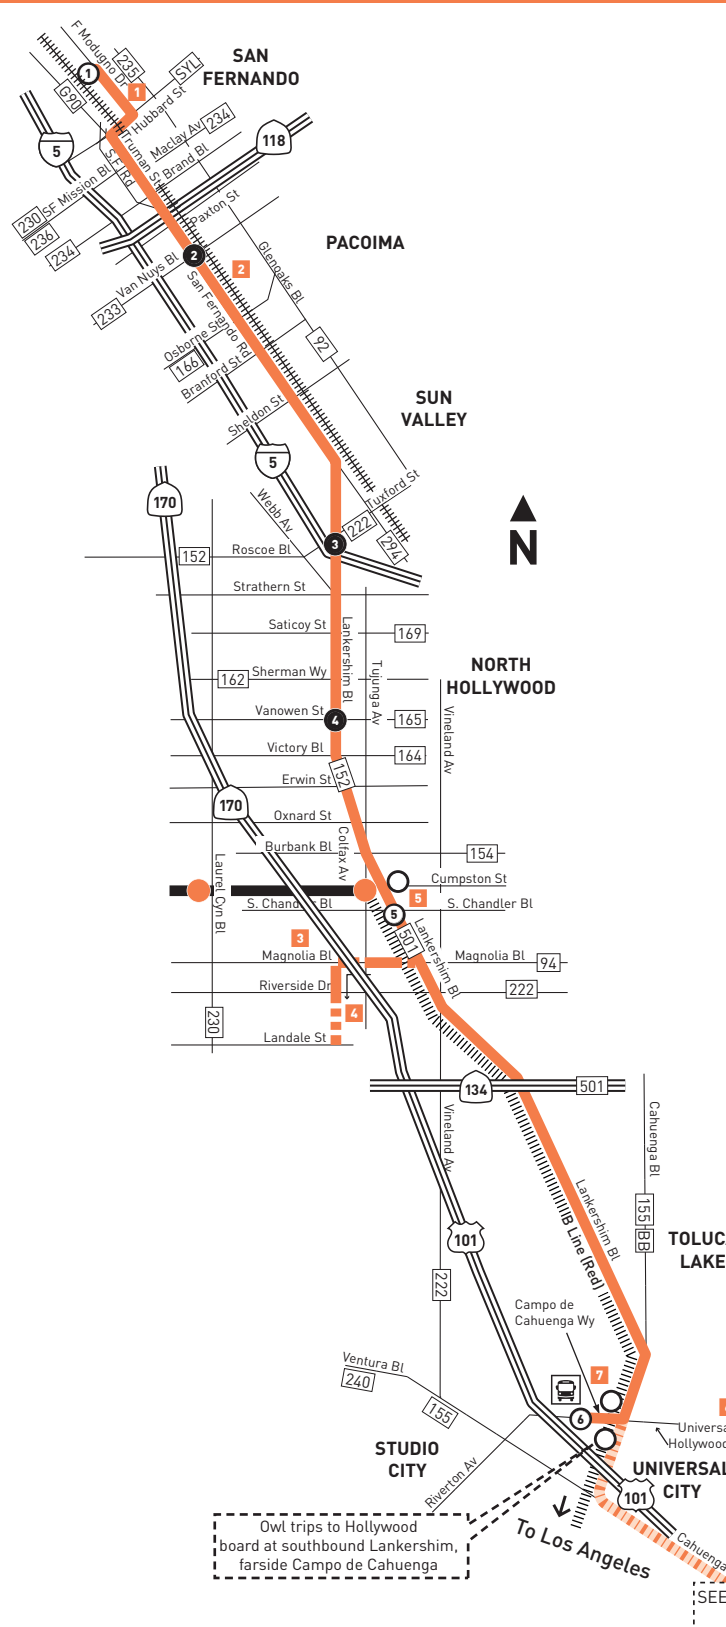 F Modugno Dr
235
SAN
FERNANDO
SYL
1
1
G90
Hubbard St
Maclay Av
234
118
5
Truman St
S F Rd
Brand Bl
SF Mission Bl
230
236
234
Paxton St
PACOIMA
2
2
Van Nuys Bl
Glenoaks Bl
233
San Fernando Rd
Osborne St
166
92
Branford St
SUN
VALLEY
Sheldon St
5
170
Tuxford St
Webb Av
222
N
294
3
Roscoe Bl
152
Strathern St
Saticoy St
169
Lankershim Bl
Tujunga Av
NORTH
HOLLYWOOD
Sherman Wy
162
Vanowen St
4
165
Vineland Av
Victory Bl
164
152
Erwin St
170
Oxnard St
Colfax Av
Burbank Bl
154
Laurel Cyn Bl
Cumpston St
5
S. Chandler Bl
S. Chandler Bl
5
501
Lankershim Bl
3
Magnolia Bl
Magnolia Bl
94
Riverside Dr
222
4
230
Landale St
134
501
Vineland Av
Cahuenga Bl
Lankershim Bl
155
BB
101
B Line (Red)
TOLUC
LAKE
222
Campo de
Cahuenga Wy
Ventura Bl
240
7
155
6
Universa
Hollywood
STUDIO
CITY
Riverton Av
UNIVERSAL
CITY
101
Owl trips to Hollywood
board at southbound Lankershim,
farside Campo de Cahuenga
To Los Angeles
Cahuenga
SEE